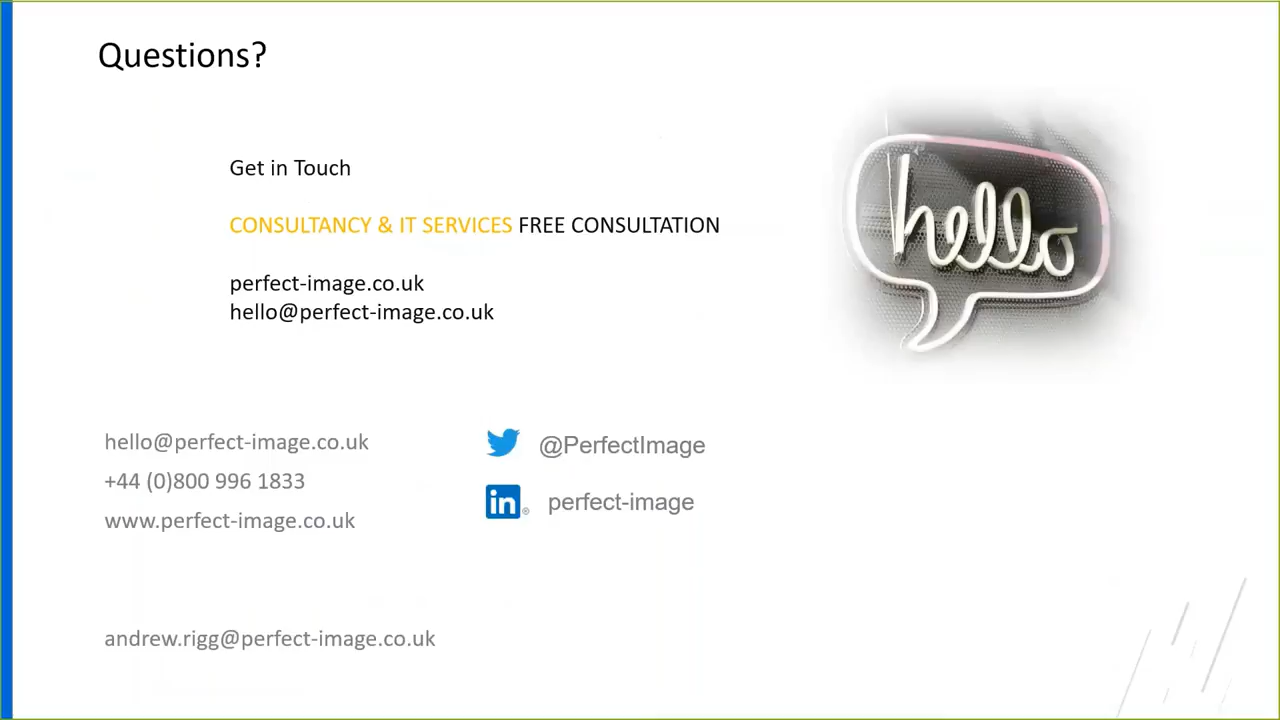 Questions?
Get in Touch
CONSULTANCY & IT SERVICES FREE CONSULTATION
perfect-image.co.uk
hello@perfect-image.co.uk
hello
hello@perfect-image.co.uk
+44 (0)800 996 1833
www.perfect-image.co.uk
@PerfectImage
in®
perfect-image
andrew.rigg@perfect-image.co.uk